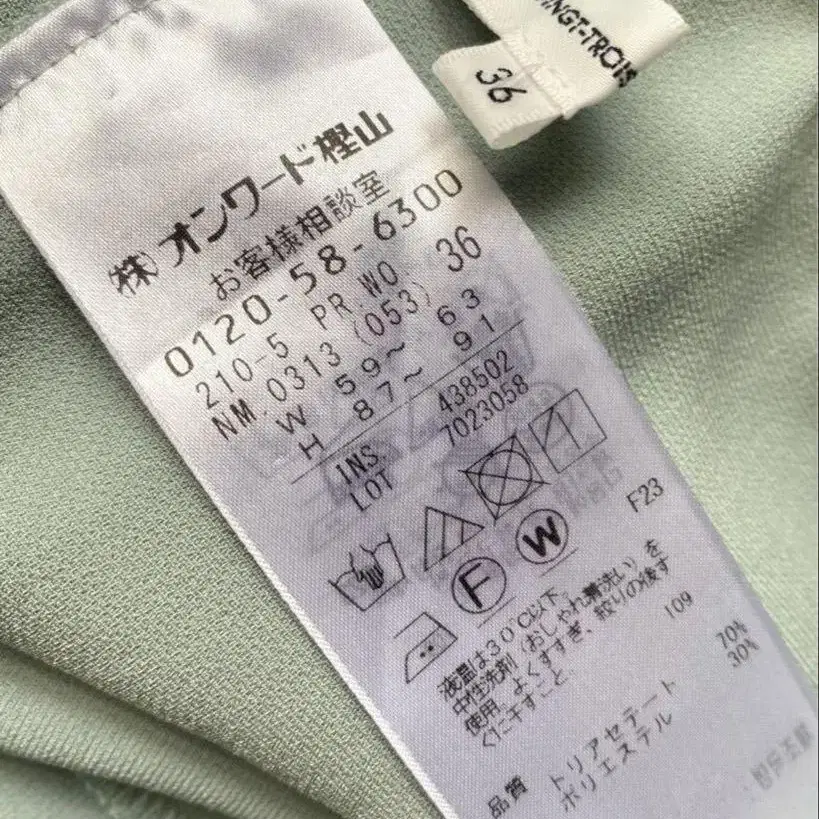 INGT-TROIS
36
㈱オンワード樫山
お客様相談室
0120-58-6300
210-5 PR.WO. 36
NM.0313(053)
W 59~ 63
H 87~ 91
INS. 438502
LOT 7023058
F23
F W
液温は30℃以下、
中性洗剤(おしゃれ着洗い)を
使用、よくすすぎ、絞りの後す
ぐに干すこと。
109
品質 トリアセテート 70%
ポリエステル 30%